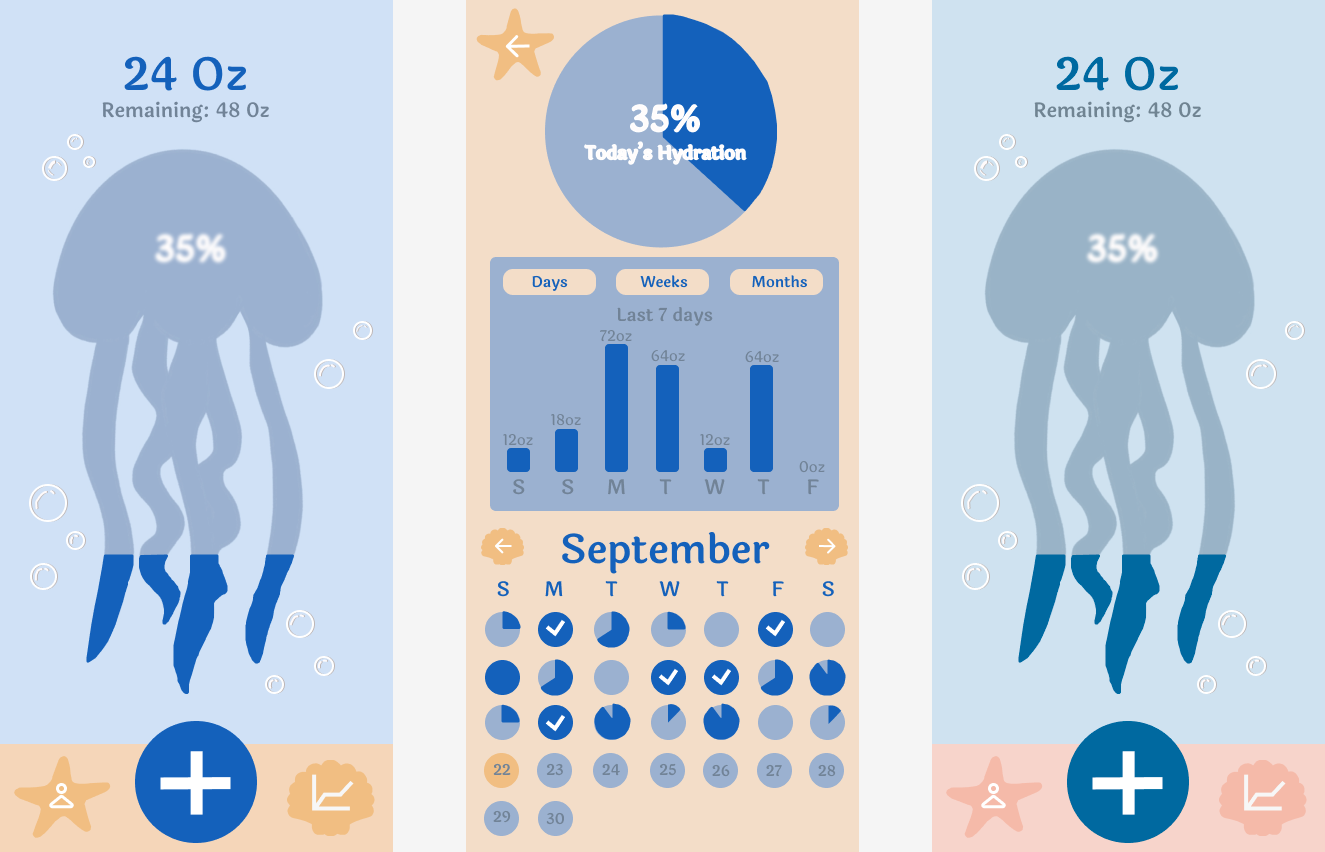 24 Oz
Remaining: 48 Oz
35%
35%
Today's Hydration
Days Weeks Months
Last 7 days
12oz 18oz 72oz 64oz 12oz 64oz 0oz
S S M T W T F
September
S M T W T F S
22 23 24 25 26 27 28
29 30
24 Oz
Remaining: 48 Oz
35%